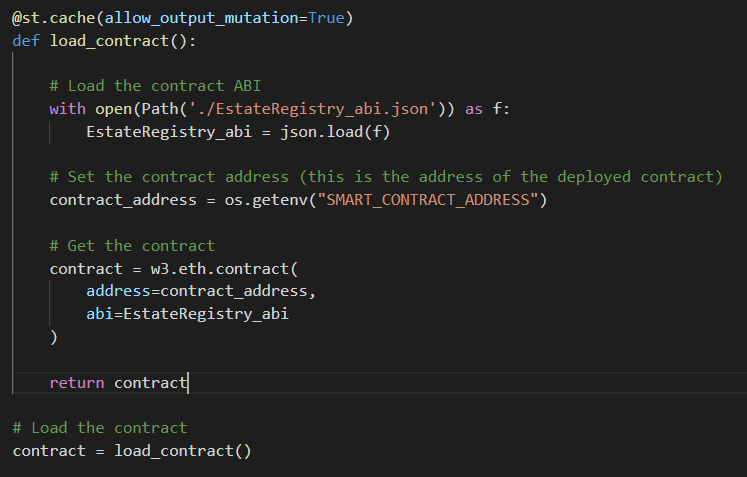 @st.cache(allow_output_mutation=True)
def load_contract():
# Load the contract ABI
with open(Path('./EstateRegistry_abi.json')) as f:
EstateRegistry_abi = json.load(f)
# Set the contract address (this is the address of the deployed contract)
contract_address = os.getenv("SMART_CONTRACT_ADDRESS")
# Get the contract
contract = w3.eth.contract(
address=contract_address,
abi=EstateRegistry_abi
)
return contract
# Load the contract
contract = load_contract()